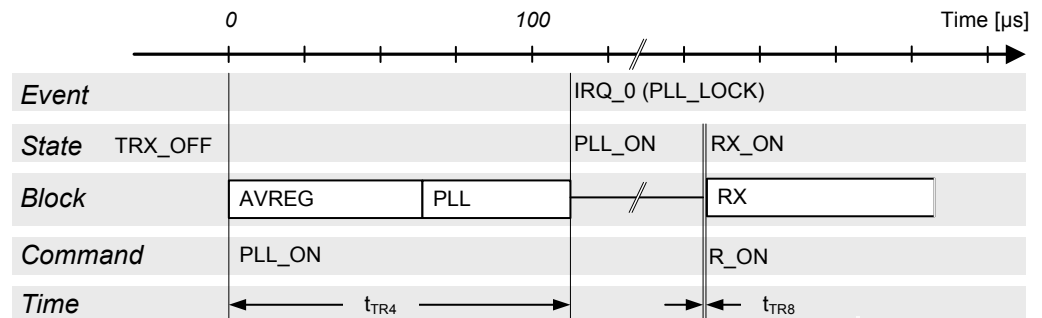 0 100 Time [µs]
Event IRQ_0 (PLL_LOCK)
State TRX_OFF PLL_ON RX_ON
Block AVREG PLL RX
Command PLL_ON R_ON
Time tTR4 tTR8